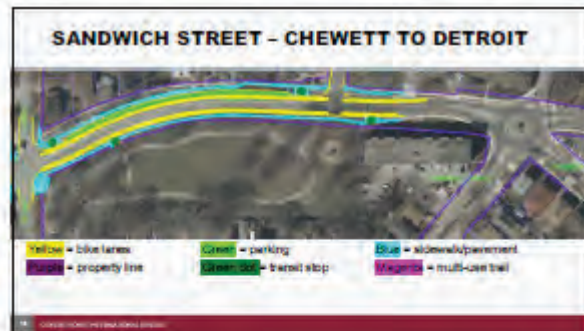 SANDWICH STREET – CHEWETT TO DETROIT
Yellow = bike lanes
Green = parking
Blue = sidewalk/pavement
Purple = property line
Green dot = transit stop
Magenta = multi-use trail